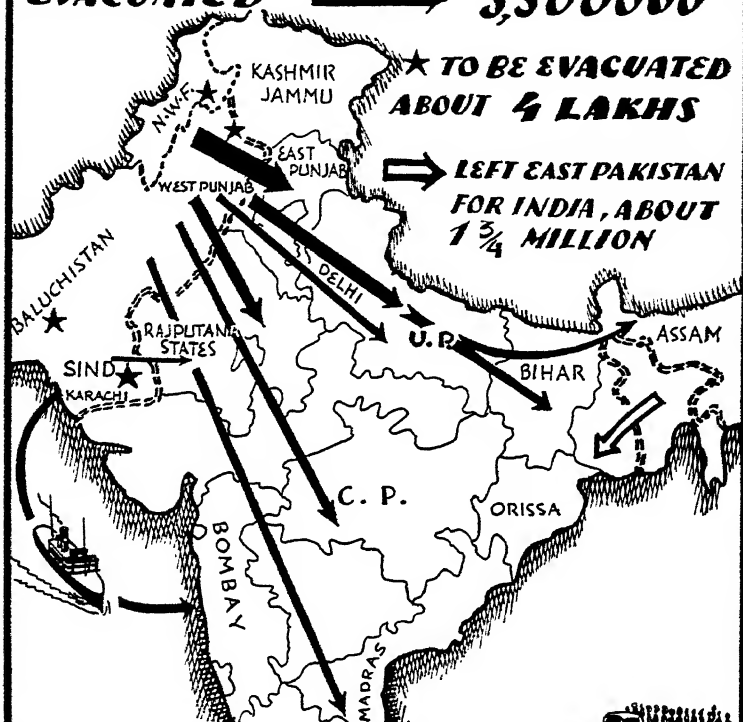 EVACUATED 5,500000
★ TO BE EVACUATED
ABOUT 4 LAKHS
LEFT EAST PAKISTAN
FOR INDIA, ABOUT
1 3/4 MILLION
KASHMIR
JAMMU
N.W.F.
EAST
PUNJAB
WEST PUNJAB
BALUCHISTAN
DELHI
RAJPUTANA
STATES
U.P.
ASSAM
SIND
KARACHI
BIHAR
C. P.
ORISSA
BOMBAY
MADRAS